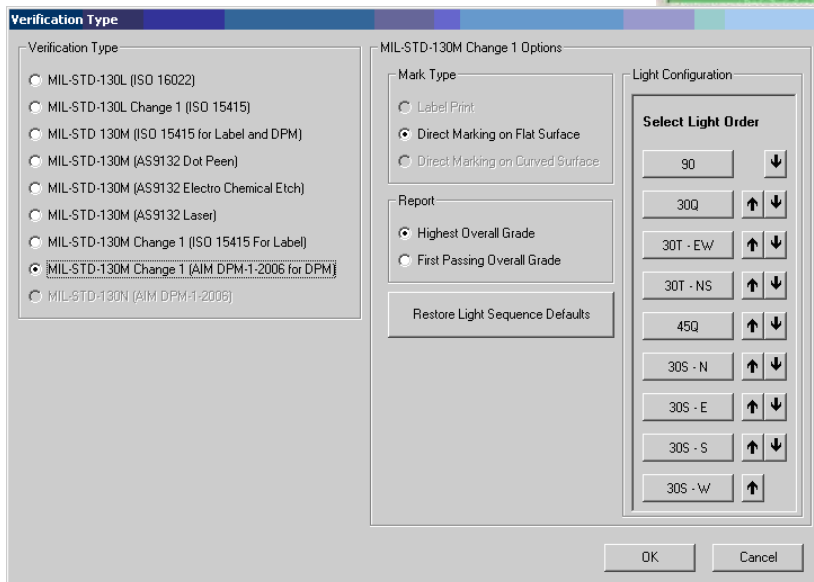 Verification Type
Verification Type
MIL-STD-130L (ISO 16022)
MIL-STD-130L Change 1 (ISO 15415)
MIL-STD 130M (ISO 15415 for Label and DPM)
MIL-STD-130M (AS9132 Dot Peen)
MIL-STD-130M (AS9132 Electro Chemical Etch)
MIL-STD-130M (AS9132 Laser)
MIL-STD-130M Change 1 (ISO 15415 For Label)
MIL-STD-130M Change 1 (AIM DPM-1-2006 for DPM)
MIL-STD-130N (AIM DPM-1-2006)
MIL-STD-130M Change 1 Options
Mark Type
Label Print
Direct Marking on Flat Surface
Direct Marking on Curved Surface
Report
Highest Overall Grade
First Passing Overall Grade
Restore Light Sequence Defaults
Light Configuration
Select Light Order
90
30Q
30T - EW
30T - NS
45Q
30S - N
30S - E
30S - S
30S - W
OK
Cancel